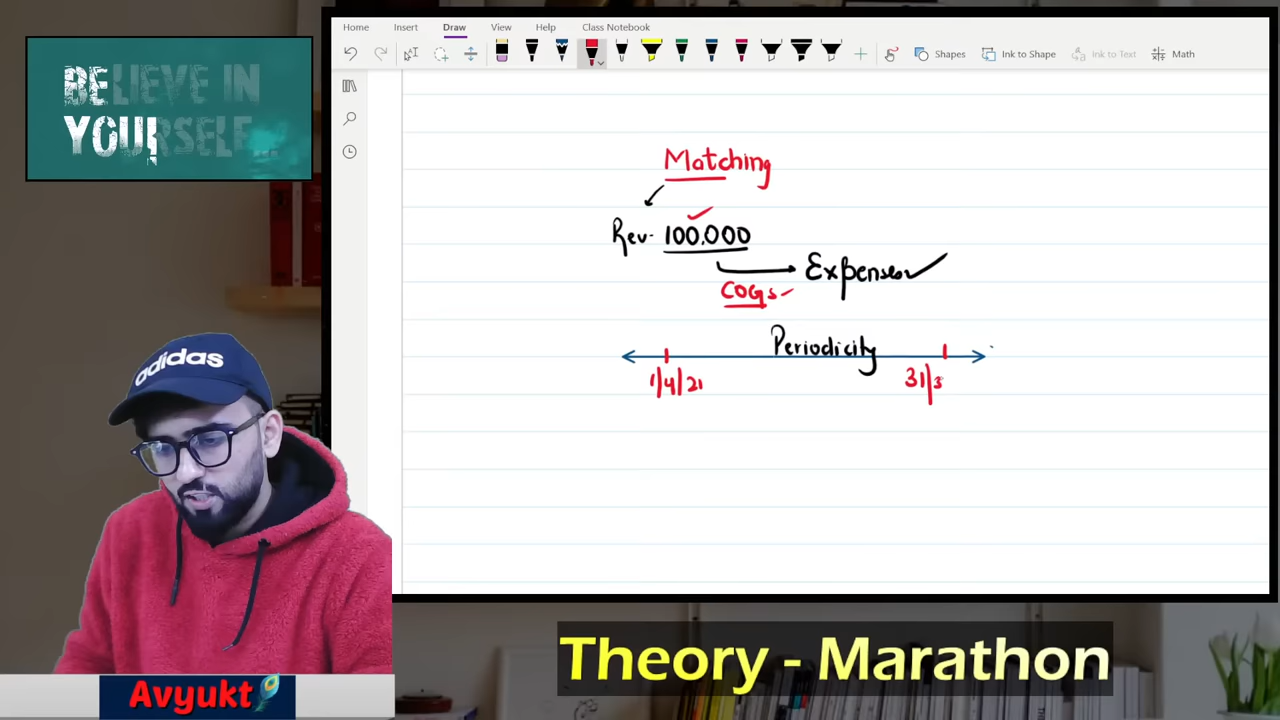 BELIEVE IN
YOURSELF...
Home Insert Draw View Help Class Notebook
Shapes Ink to Shape Ink to Text Math
Matching
Rev. 100,000
Expenses
COGS
Periodicity
1/4/21 31/3
adidas
Theory - Marathon
Avyukt